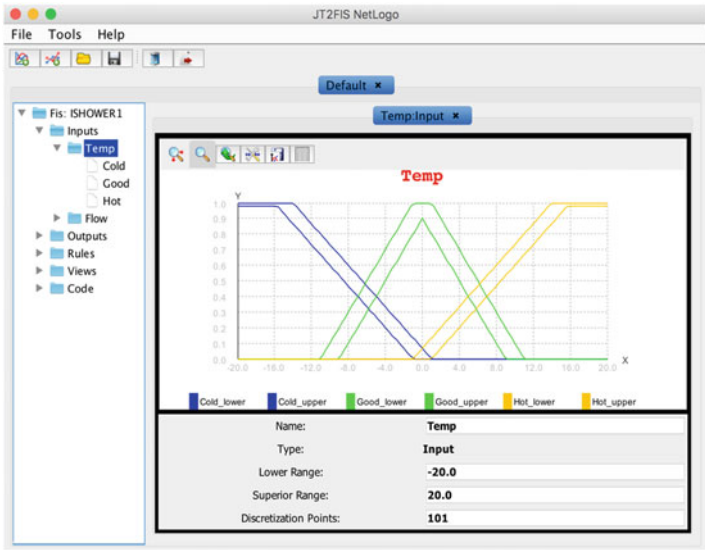 JT2FIS NetLogo
File Tools Help
Default ×
Fis: ISHOWER1
Inputs
Temp
Cold
Good
Hot
Flow
Outputs
Rules
Views
Code
Temp:Input ×
Temp
Y
1.0
0.9
0.8
0.7
0.6
0.5
0.4
0.3
0.2
0.1
0.0
-20.0 -16.0 -12.0 -8.0 -4.0 0.0 4.0 8.0 12.0 16.0 20.0 X
Cold_lower Cold_upper Good_lower Good_upper Hot_lower Hot_upper
Name: Temp
Type: Input
Lower Range: -20.0
Superior Range: 20.0
Discretization Points: 101